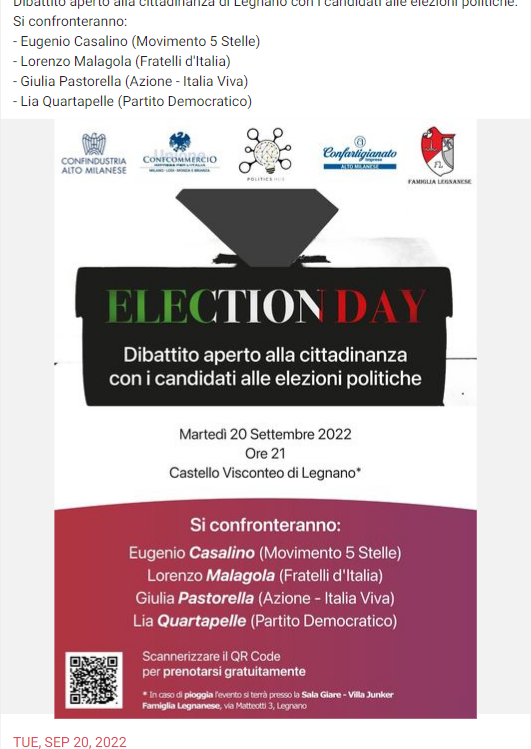 Dibattito aperto alla cittadinanza di Legnano con i candidati alle elezioni politiche.
Si confronteranno:
- Eugenio Casalino (Movimento 5 Stelle)
- Lorenzo Malagola (Fratelli d'Italia)
- Giulia Pastorella (Azione - Italia Viva)
- Lia Quartapelle (Partito Democratico)
CONFINDUSTRIA
ALTO MILANESE
CONFCOMMERCIO
IMPRESE PER L'ITALIA
MILANO - LODI - MONZA E BRIANZA
POLITICS HUB
Confartigianato
Imprese
ALTO MILANESE
FAMIGLIA LEGNANESE
ELECTION DAY
Dibattito aperto alla cittadinanza
con i candidati alle elezioni politiche
Martedì 20 Settembre 2022
Ore 21
Castello Visconteo di Legnano*
Si confronteranno:
Eugenio Casalino (Movimento 5 Stelle)
Lorenzo Malagola (Fratelli d'Italia)
Giulia Pastorella (Azione - Italia Viva)
Lia Quartapelle (Partito Democratico)
Scannerizzare il QR Code
per prenotarsi gratuitamente
* In caso di pioggia l'evento si terrà presso la Sala Giare - Villa Junker
Famiglia Legnanese, via Matteotti 3, Legnano
TUE, SEP 20, 2022